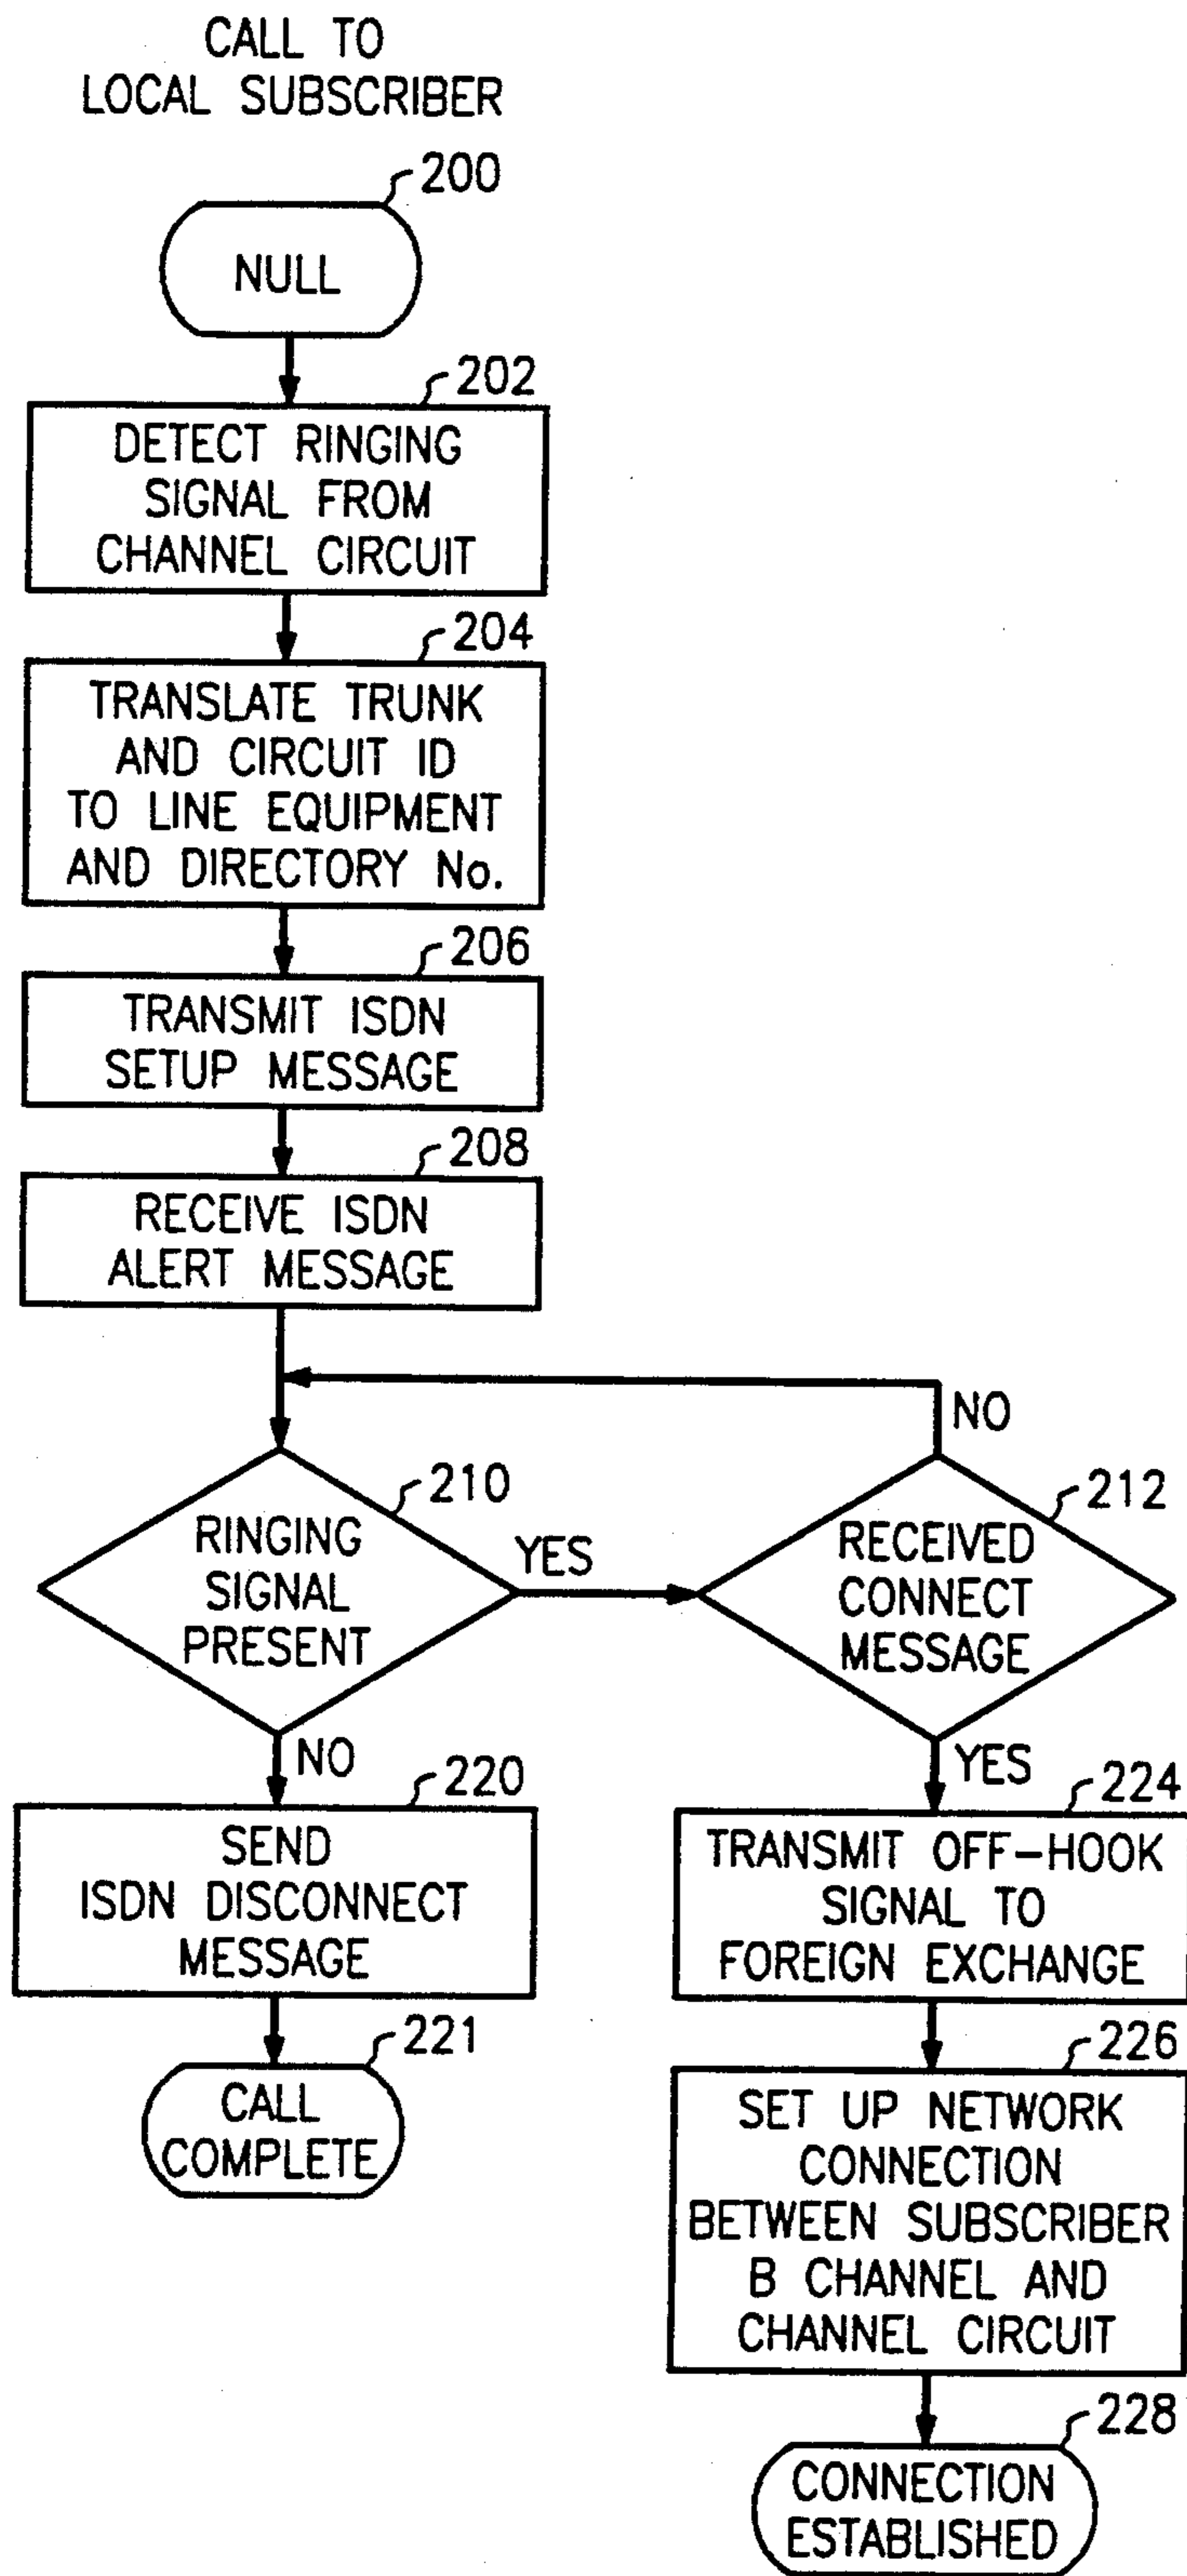 CALL TO
LOCAL SUBSCRIBER
200
NULL
202
DETECT RINGING
SIGNAL FROM
CHANNEL CIRCUIT
204
TRANSLATE TRUNK
AND CIRCUIT ID
TO LINE EQUIPMENT
AND DIRECTORY No.
206
TRANSMIT ISDN
SETUP MESSAGE
208
RECEIVE ISDN
ALERT MESSAGE
210
RINGING
SIGNAL
PRESENT
YES
NO
212
RECEIVED
CONNECT
MESSAGE
NO
YES
220
SEND
ISDN DISCONNECT
MESSAGE
221
CALL
COMPLETE
224
TRANSMIT OFF-HOOK
SIGNAL TO
FOREIGN EXCHANGE
226
SET UP NETWORK
CONNECTION
BETWEEN SUBSCRIBER
B CHANNEL AND
CHANNEL CIRCUIT
228
CONNECTION
ESTABLISHED